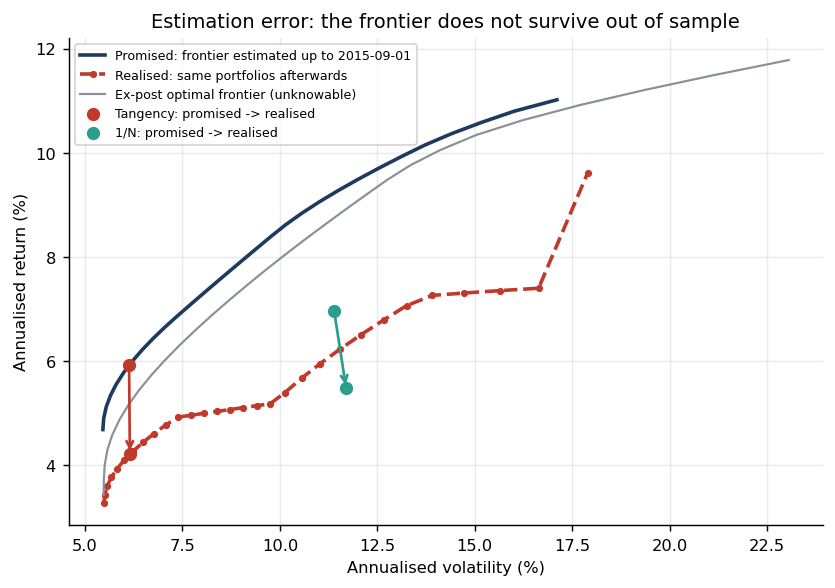 Estimation error: the frontier does not survive out of sample
Promised: frontier estimated up to 2015-09-01
Realised: same portfolios afterwards
Ex-post optimal frontier (unknowable)
Tangency: promised -> realised
1/N: promised -> realised
Annualised return (%)
12
10
8
6
4
5.0 7.5 10.0 12.5 15.0 17.5 20.0 22.5
Annualised volatility (%)